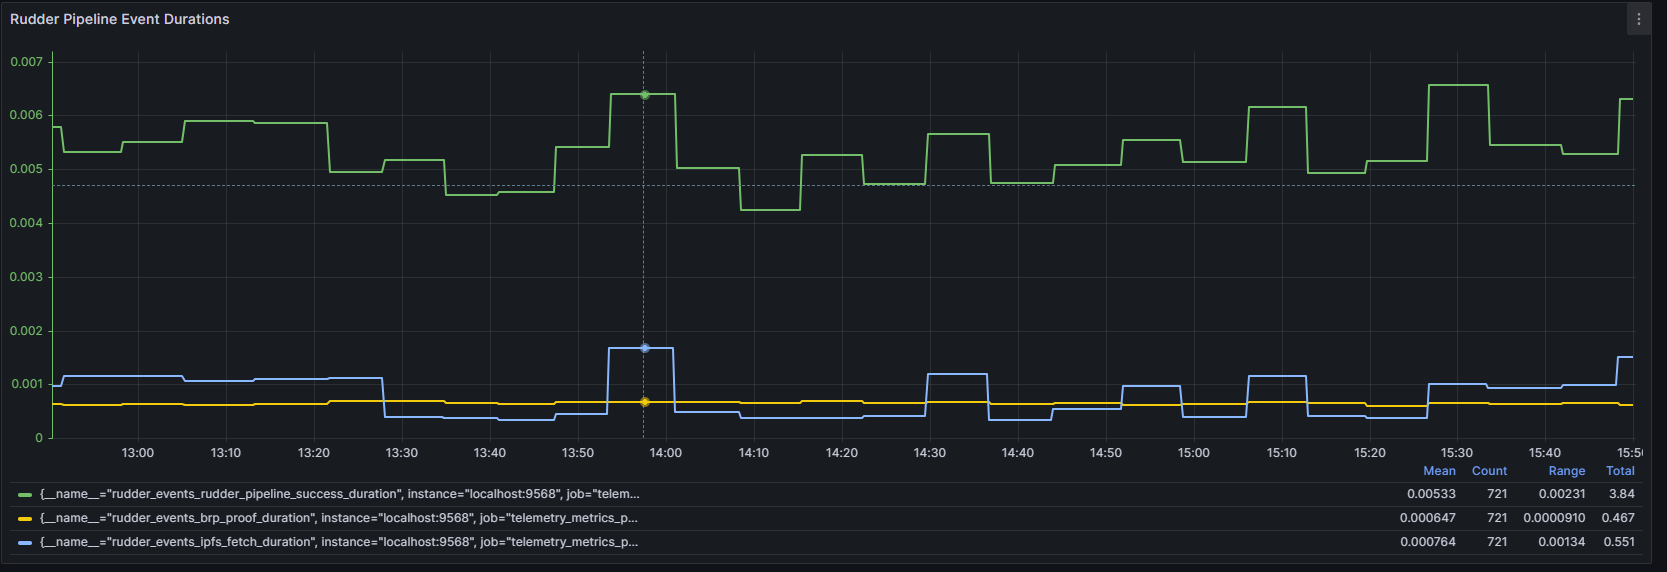 Rudder Pipeline Event Durations
0.007
0.006
0.005
0.004
0.003
0.002
0.001
0
13:00 13:10 13:20 13:30 13:40 13:50 14:00 14:10 14:20 14:30 14:40 14:50 15:00 15:10 15:20 15:30 15:40 15:50
Mean Count Range Total
{__name__="rudder_events_rudder_pipeline_success_duration", instance="localhost:9568", job="telem... 0.00533 721 0.00231 3.84
{__name__="rudder_events_brp_proof_duration", instance="localhost:9568", job="telemetry_metrics_p... 0.000647 721 0.0000910 0.467
{__name__="rudder_events_ipfs_fetch_duration", instance="localhost:9568", job="telemetry_metrics_p... 0.000764 721 0.00134 0.551